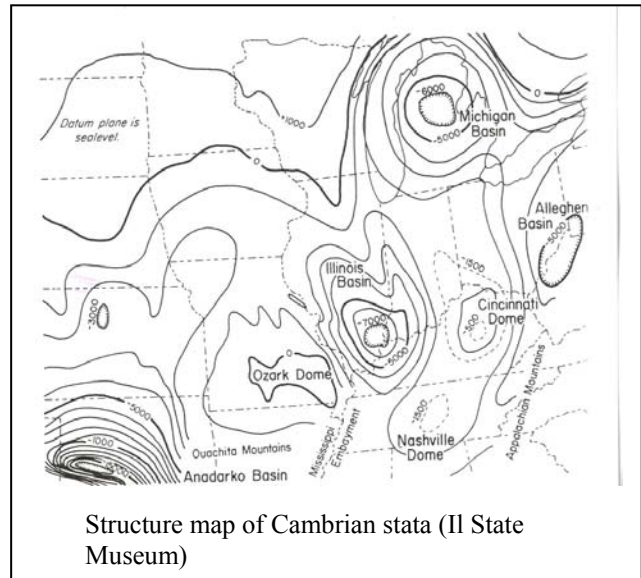 +1000
0
Datum plane is
sealevel.
0
-6000
Michigan
-5000
Basin
Alleghen
Basin
-5000
Illinois
Basin
-1500
-3000
-7000
Cincinnati
-500
Dome
-5000
0
Ozark Dome
-5000
-1000
Ouachita Mountains
Anadarko Basin
Mississippi
Embayment
-1500
Nashville
Dome
Appalachian Mountains
Structure map of Cambrian stata (Il State
Museum)